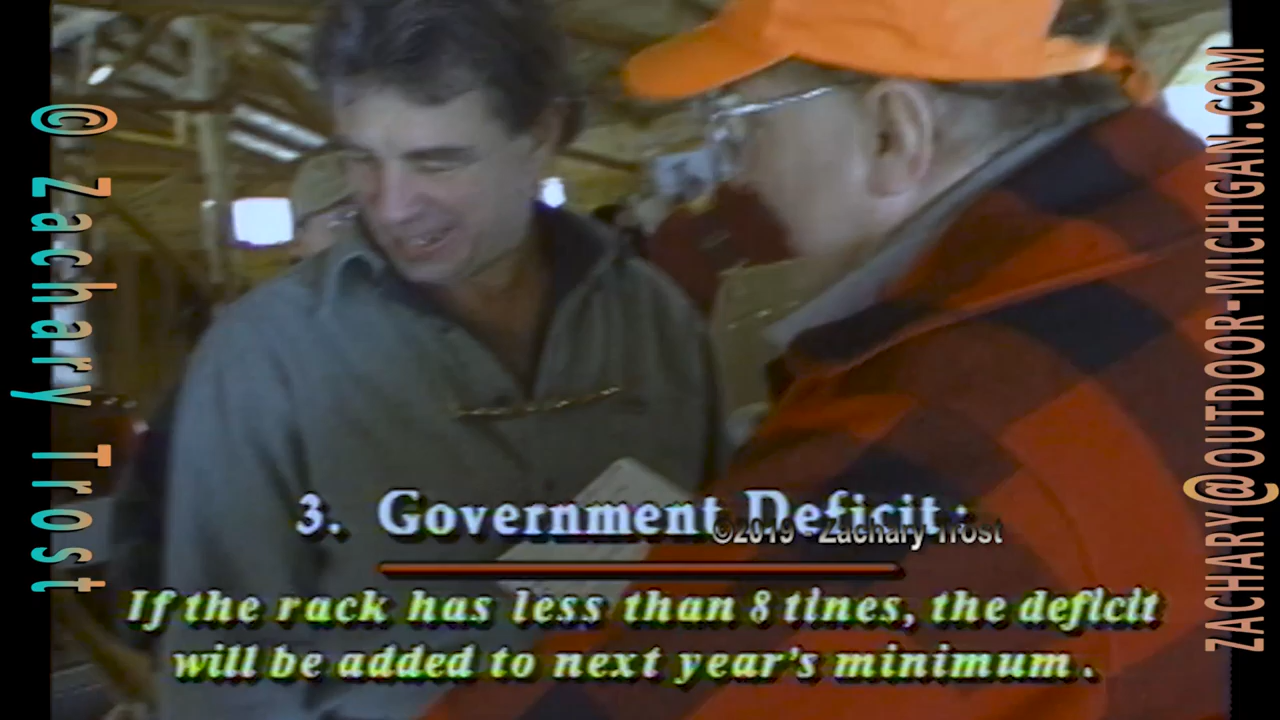 © Zachary Trost
3. Government Deficit:
©2019 - Zachary Trost
If the rack has less than 8 tines, the deficit
will be added to next year's minimum.
ZACHARY@OUTDOOR-MICHIGAN.COM